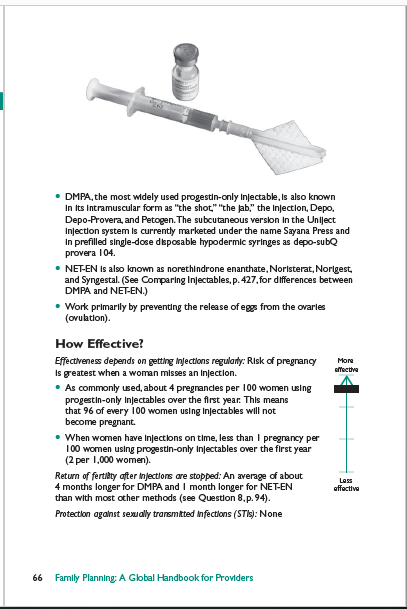 • DMPA, the most widely used progestin-only injectable, is also known
in its intramuscular form as “the shot,” “the jab,” the injection, Depo,
Depo-Provera, and Petogen. The subcutaneous version in the Uniject
injection system is currently marketed under the name Sayana Press and
in prefilled single-dose disposable hypodermic syringes as depo-subQ
provera 104.
• NET-EN is also known as norethindrone enanthate, Noristerat, Norigest,
and Syngestal. (See Comparing Injectables, p. 427, for differences between
DMPA and NET-EN.)
• Work primarily by preventing the release of eggs from the ovaries
(ovulation).
How Effective?
Effectiveness depends on getting injections regularly: Risk of pregnancy
is greatest when a woman misses an injection.
• As commonly used, about 4 pregnancies per 100 women using
progestin-only injectables over the first year. This means
that 96 of every 100 women using injectables will not
become pregnant.
• When women have injections on time, less than 1 pregnancy per
100 women using progestin-only injectables over the first year
(2 per 1,000 women).
Return of fertility after injections are stopped: An average of about
4 months longer for DMPA and 1 month longer for NET-EN
than with most other methods (see Question 8, p. 94).
Protection against sexually transmitted infections (STIs): None
More
effective
Less
effective
66 Family Planning: A Global Handbook for Providers